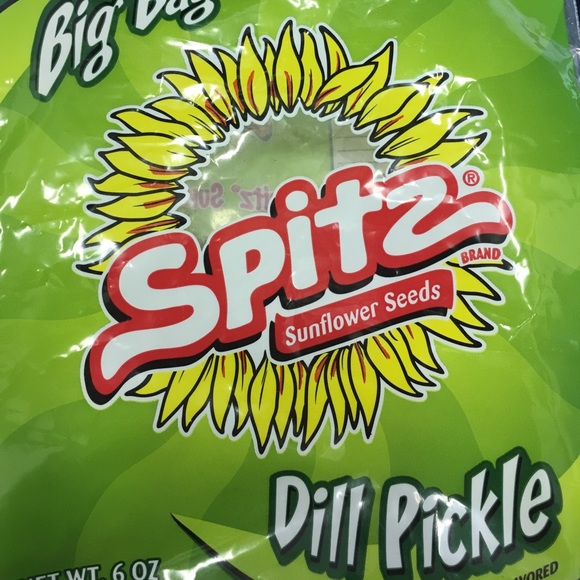 Big Bag
Spitz®
BRAND
Sunflower Seeds
Dill Pickle
NET WT. 6 OZ